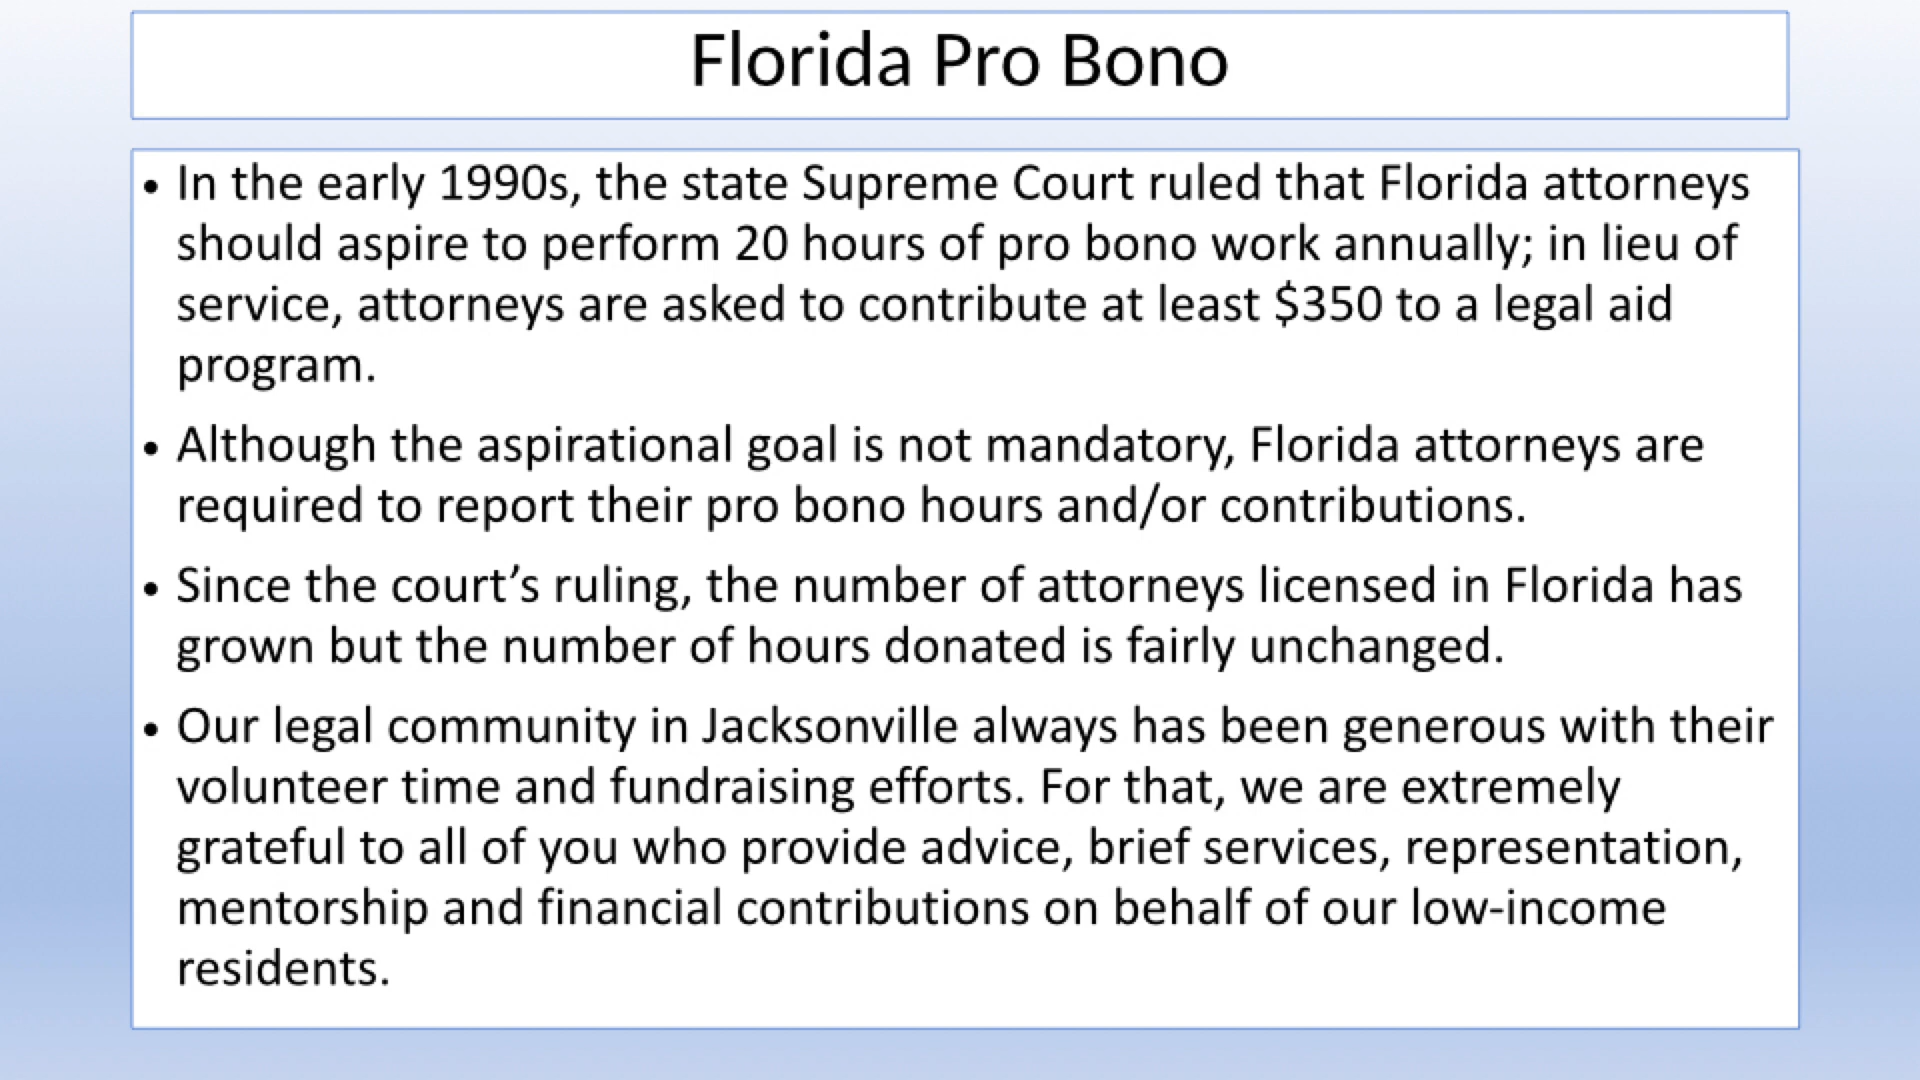 Florida Pro Bono
• In the early 1990s, the state Supreme Court ruled that Florida attorneys
should aspire to perform 20 hours of pro bono work annually; in lieu of
service, attorneys are asked to contribute at least $350 to a legal aid
program.
• Although the aspirational goal is not mandatory, Florida attorneys are
required to report their pro bono hours and/or contributions.
• Since the court’s ruling, the number of attorneys licensed in Florida has
grown but the number of hours donated is fairly unchanged.
• Our legal community in Jacksonville always has been generous with their
volunteer time and fundraising efforts. For that, we are extremely
grateful to all of you who provide advice, brief services, representation,
mentorship and financial contributions on behalf of our low-income
residents.